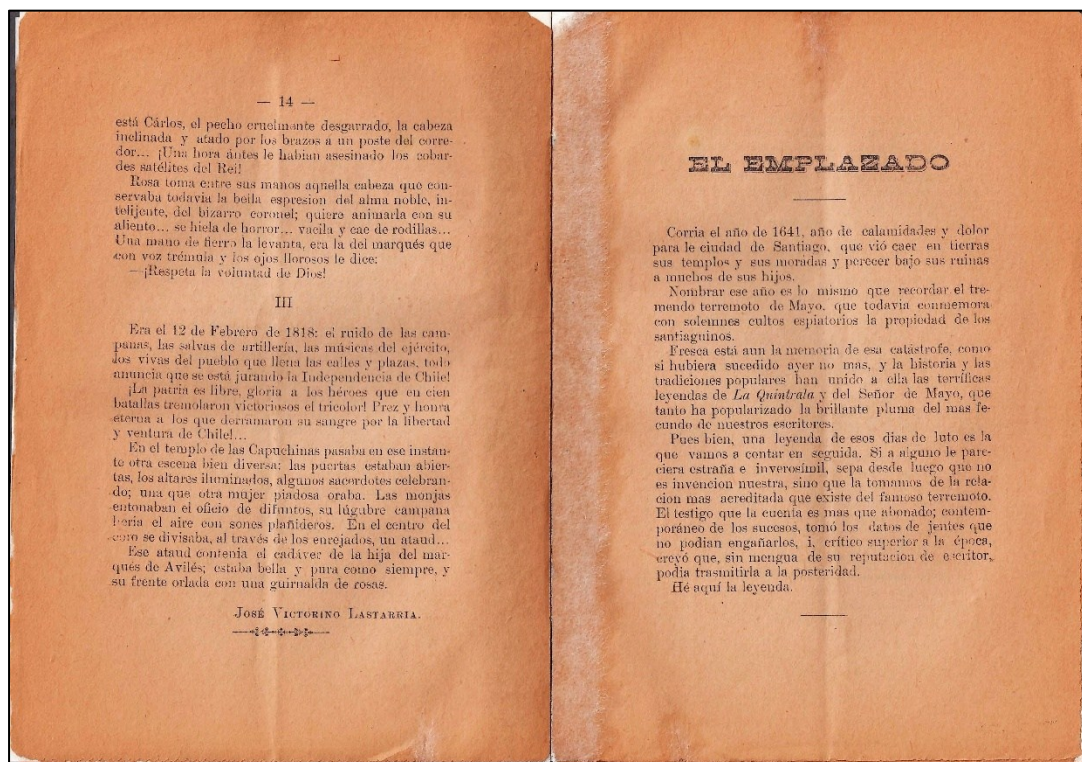 — 14 —
está Cárlos, el pecho cruelmente desgarrado, la cabeza
inclinada y atado por los brazos a un poste del corre-
dor... ¡Una hora ántes le habian asesinado los cobar-
des satélites del Rei!
Rosa toma entre sus manos aquella cabeza que con-
servaba todavía la bella espresion del alma noble, in-
telijente, del bizarro coronel; quiere animarla con su
aliento... se hiela de horror... vacila y cae de rodillas...
Una mano de fierro la levanta, era la del marqués que
con voz trémula y los ojos llorosos le dice:
—¡Respeta la voluntad de Dios!
III
Era el 12 de Febrero de 1818: el ruido de las cam-
panas, las salvas de artillería, las músicas del ejército,
los vivas del pueblo que llena las calles y plazas, todo
anuncia que se está jurando la Independencia de Chile!
¡La patria es libre, gloria a los héroes que en cien
batallas tremolaron victoriosos el tricolor! Prez y honra
eterna a los que derramaron su sangre por la libertad
y ventura de Chile!...
En el templo de las Capuchinas pasaba en ese instan-
te otra escena bien diversa: las puertas estaban abier-
tas, los altares iluminados, algunos sacerdotes celebran-
do; una que otra mujer piadosa oraba. Las monjas
entonaban el oficio de difuntos, su lúgubre campana
heria el aire con sones plañideros. En el centro del
coro se divisaba, al través de los enrejados, un ataud...
Ese ataud contenia el cadáver de la hija del mar-
qués de Avilés; estaba bella y pura como siempre, y
su frente orlada con una guirnalda de rosas.
José Victorino Lastarria.
EL EMPLAZADO
Corria el año de 1641, año de calamidades y dolor
para le ciudad de Santiago, que vió caer en tierras
sus templos y sus moradas y perecer bajo sus ruinas
a muchos de sus hijos.
Nombrar ese año es lo mismo que recordar el tre-
mendo terremoto de Mayo, que todavia conmemora
con solemnes cultos espiatorios la propiedad de los
santiaguinos.
Fresca está aun la memoria de esa catástrofe, como
si hubiera sucedido ayer no mas, y la historia y las
tradiciones populares han unido a ella las terríficas
leyendas de La Quintrala y del Señor de Mayo, que
tanto ha popularizado la brillante pluma del mas fe-
cundo de nuestros escritores.
Pues bien, una leyenda de esos dias de luto es la
que vamos a contar en seguida. Si a alguno le pare-
ciera estraña e inverosímil, sepa desde luego que no
es invencion nuestra, sino que la tomamos de la rela-
cion mas acreditada que existe del famoso terremoto.
El testigo que la cuenta es mas que abonado; contem-
poráneo de los sucesos, tomó los datos de jentes que
no podian engañarlos, i, crítico superior a la época,
creyó que, sin mengua de su reputacion de escritor,
podia trasmitirla a la posteridad.
Hé aquí la leyenda.